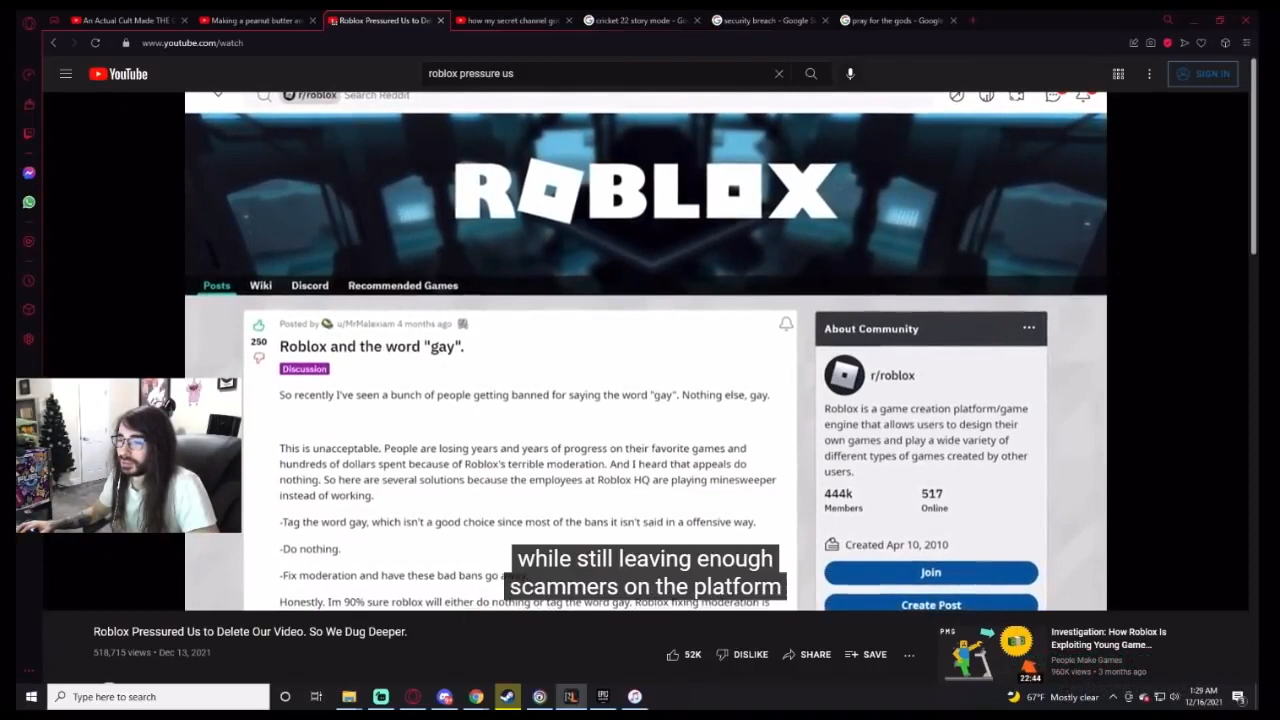 An Actual Cult Made THE
Making a peanut butter a
Roblox Pressured Us to De
how my secret channel go
cricket 22 story mode - Go
security breach - Google S
pray for the gods - Google
www.youtube.com/watch
YouTube
roblox pressure us
SIGN IN
r/roblox Search Reddit
ROBLOX
Posts Wiki Discord Recommended Games
Posted by u/MrMalexiam 4 months ago
250
Roblox and the word "gay".
Discussion
So recently I've seen a bunch of people getting banned for saying the word "gay". Nothing else, gay.
This is unacceptable. People are losing years and years of progress on their favorite games and
hundreds of dollars spent because of Roblox's terrible moderation. And I heard that appeals do
nothing. So here are several solutions because the employees at Roblox HQ are playing minesweeper
instead of working.
-Tag the word gay, which isn't a good choice since most of the bans it isn't said in a offensive way.
-Do nothing.
-Fix moderation and have these bad bans go
Honestly. Im 90% sure roblox will either do nothing or tag the word gay. Roblox fixing moderation is
About Community
r/roblox
Roblox is a game creation platform/game
engine that allows users to design their
own games and play a wide variety of
different types of games created by other
users.
444k 517
Members Online
Created Apr 10, 2010
Join
Create Post
while still leaving enough
scammers on the platform
Roblox Pressured Us to Delete Our Video. So We Dug Deeper.
518,715 views • Dec 13, 2021
52K DISLIKE SHARE SAVE
PMG
22:44
Investigation: How Roblox Is
Exploiting Young Game...
People Make Games
960K views • 3 months ago
Type here to search
67°F Mostly clear
1:29 AM
12/16/2021